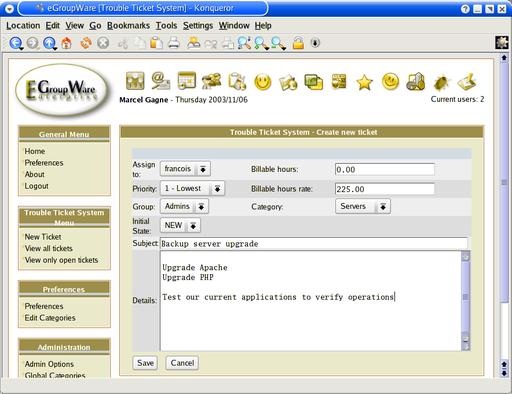 eGroupWare [Trouble Ticket System] - Konqueror
Location Edit View Go Bookmarks Tools Settings Window Help
EGroupWare
Enterprise
Marcel Gagne - Thursday 2003/11/06
Current users: 2
General Menu
Home
Preferences
About
Logout
Trouble Ticket System
Menu
New Ticket
View all tickets
View only open tickets
Preferences
Preferences
Edit Categories
Administration
Admin Options
Global Categories
Trouble Ticket System - Create new ticket
Assign to: francois Billable hours: 0.00
Priority: 1 - Lowest Billable hours rate: 225.00
Group: Admins Category: Servers
Initial State: NEW
Subject: Backup server upgrade
Details:
Upgrade Apache
Upgrade PHP
Test our current applications to verify operations
Save Cancel